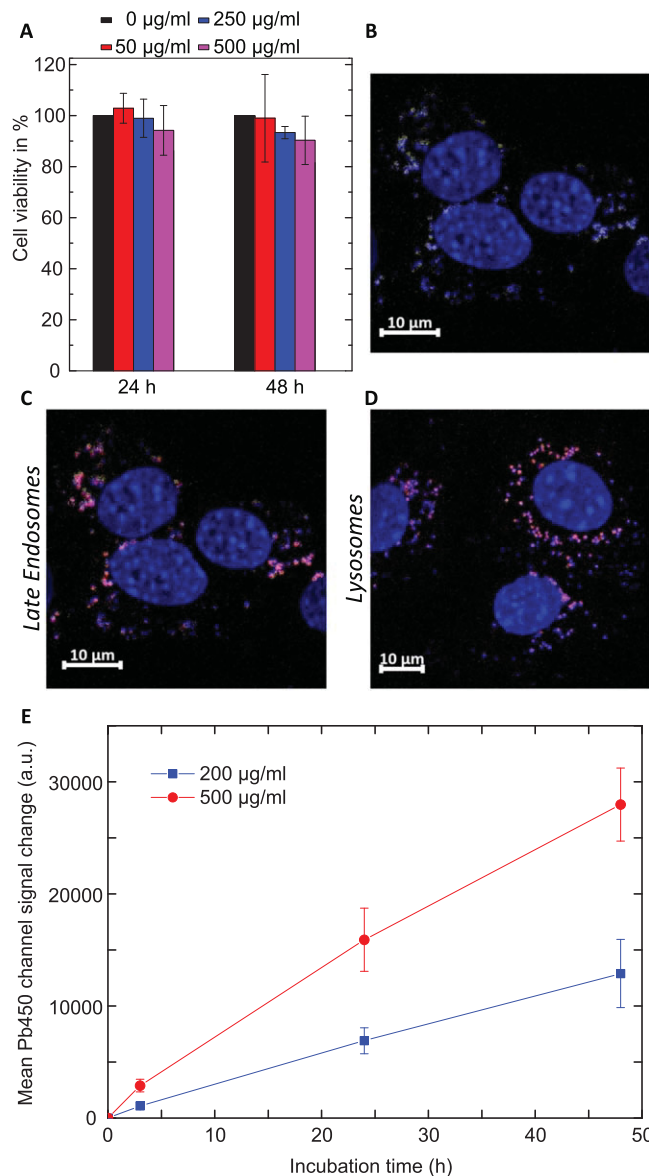 A
0 µg/ml 250 µg/ml
50 µg/ml 500 µg/ml
Cell viability in %
120
100
80
60
40
20
0
24 h 48 h
B
10 µm
C
Late Endosomes
10 µm
D
Lysosomes
10 µm
E
Mean Pb450 channel signal change (a.u.)
200 µg/ml
500 µg/ml
30000
20000
10000
0
0 10 20 30 40 50
Incubation time (h)